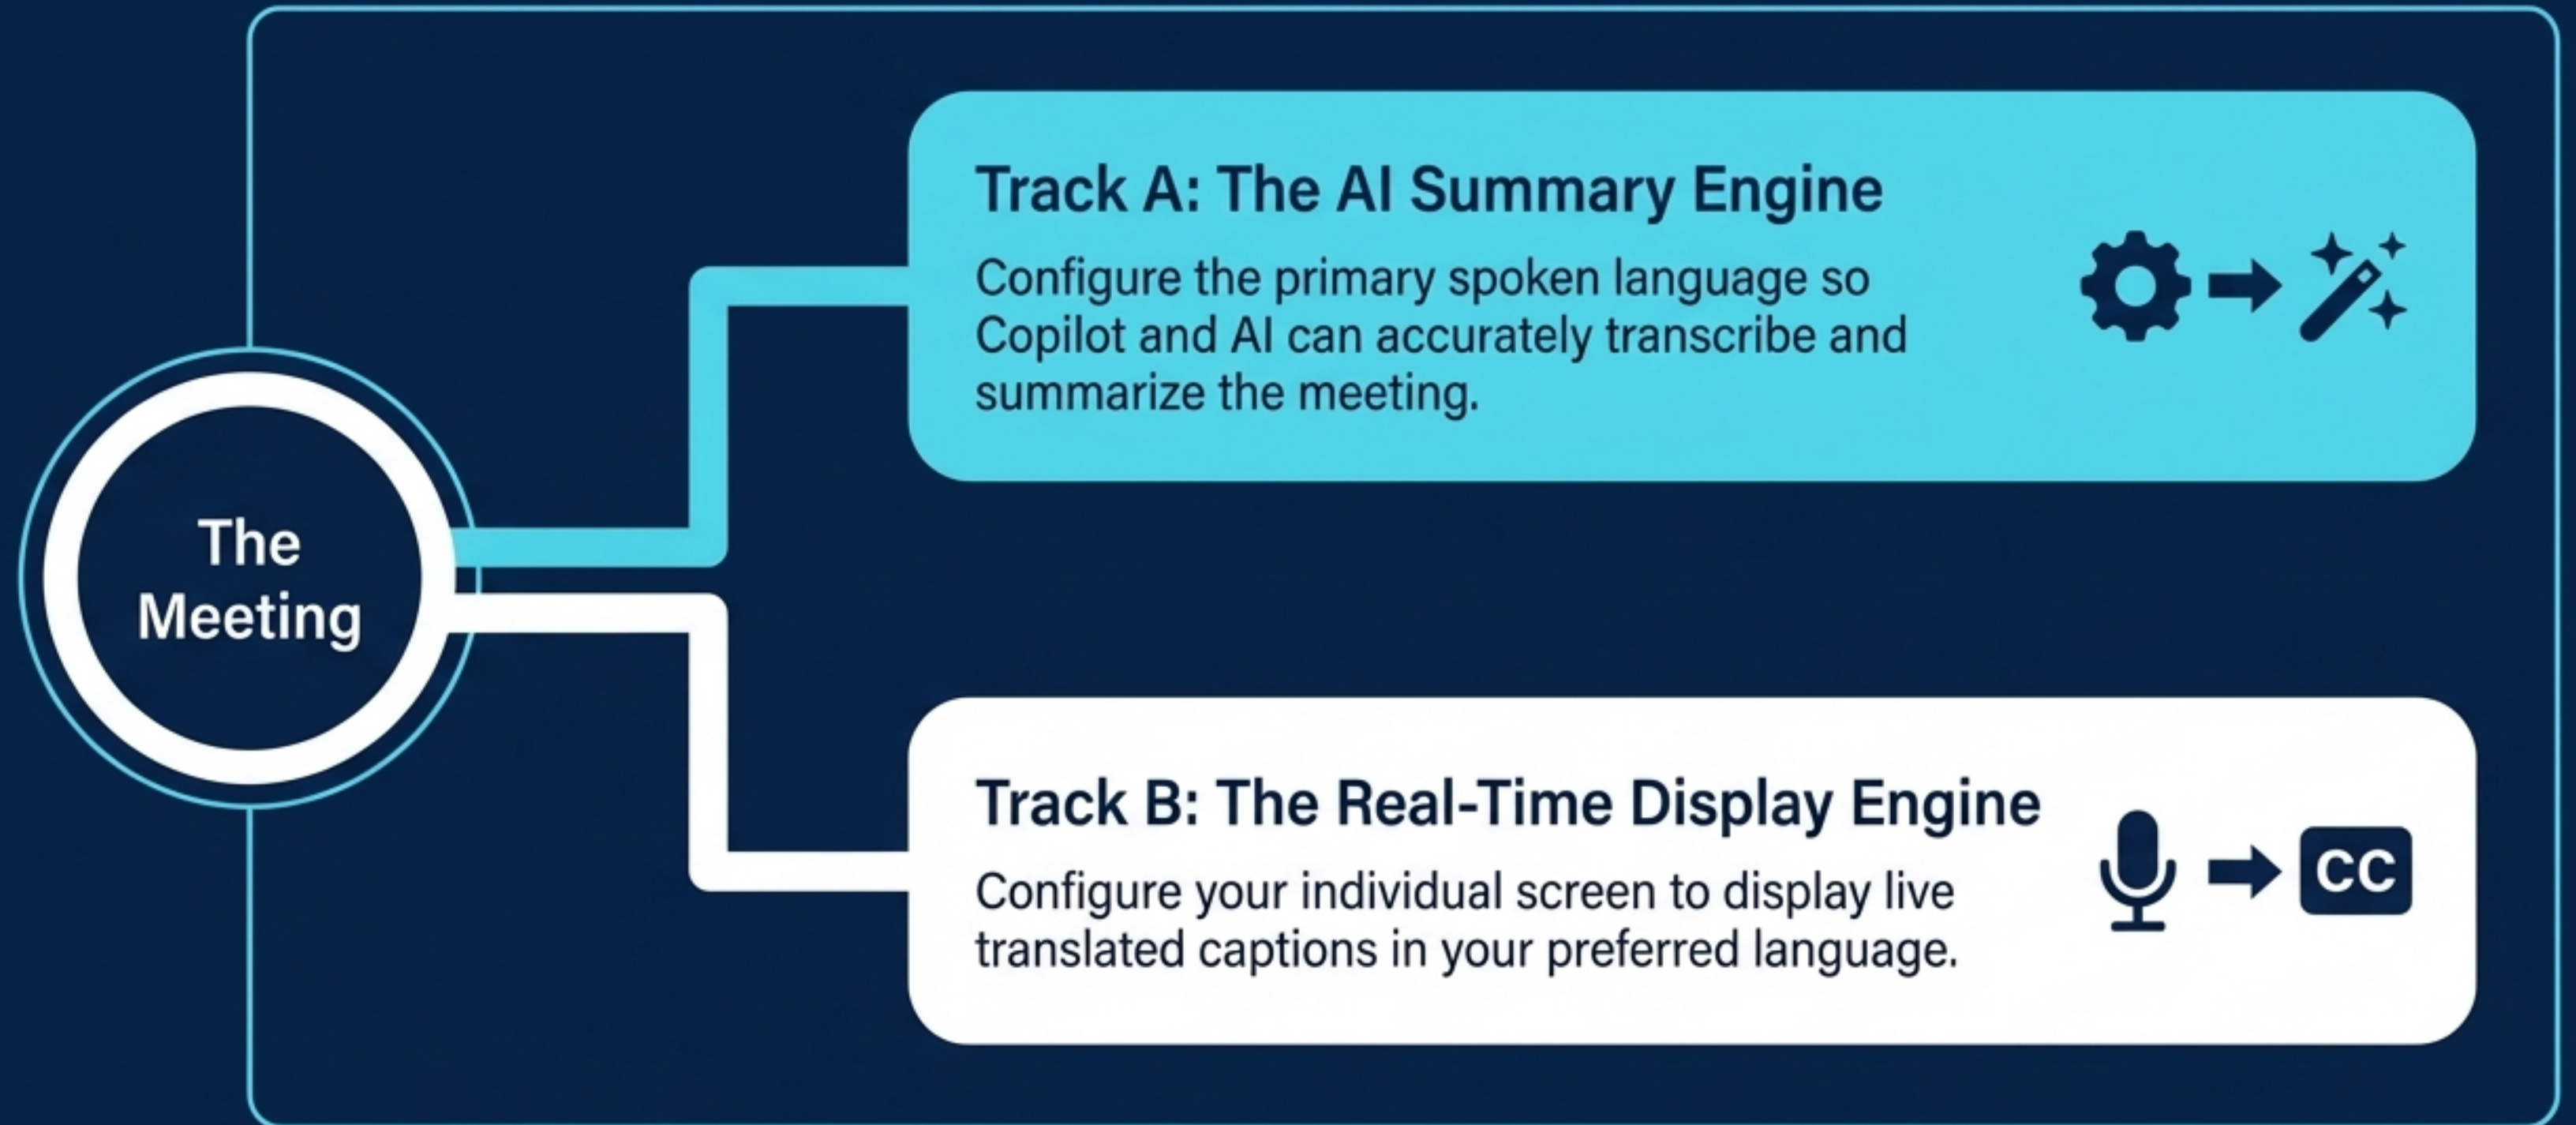 The
Meeting
Track A: The AI Summary Engine
Configure the primary spoken language so
Copilot and AI can accurately transcribe and
summarize the meeting.
Track B: The Real-Time Display Engine
Configure your individual screen to display live
translated captions in your preferred language.
CC